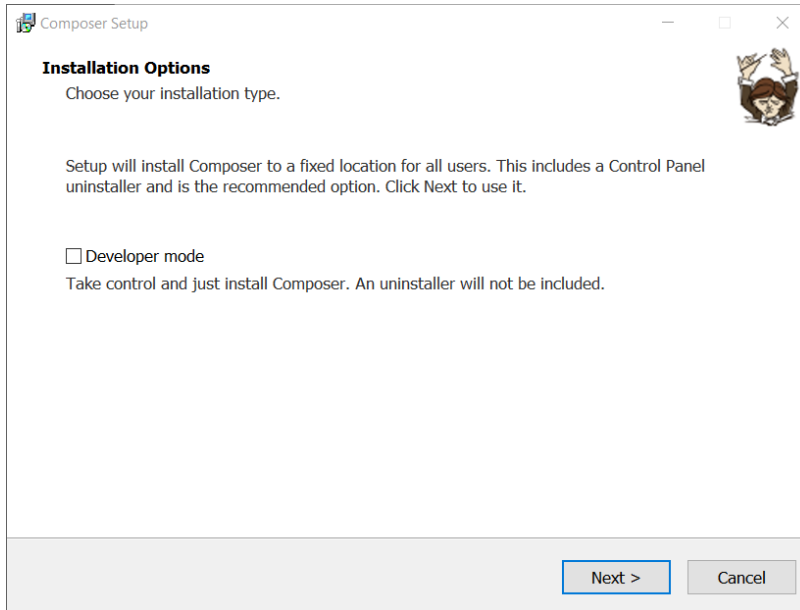 Composer Setup
Installation Options
Choose your installation type.
Setup will install Composer to a fixed location for all users. This includes a Control Panel
uninstaller and is the recommended option. Click Next to use it.
Developer mode
Take control and just install Composer. An uninstaller will not be included.
Next >
Cancel